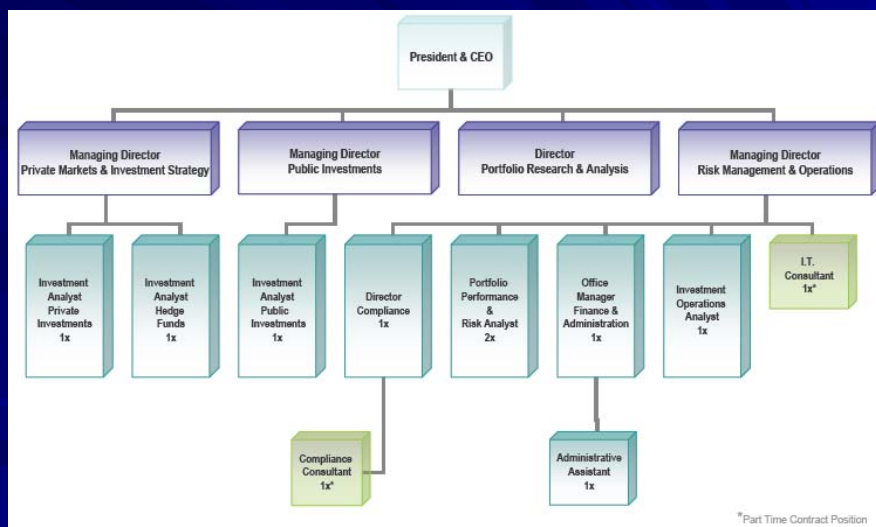 President & CEO
Managing Director
Private Markets & Investment Strategy
Managing Director
Public Investments
Director
Portfolio Research & Analysis
Managing Director
Risk Management & Operations
Investment
Analyst
Private
Investments
1x
Investment
Analyst
Hedge
Funds
1x
Investment
Analyst
Public
Investments
1x
Director
Compliance
1x
Portfolio
Performance
&
Risk Analyst
2x
Office
Manager
Finance &
Administration
1x
Investment
Operations
Analyst
1x
I.T.
Consultant
1x*
Compliance
Consultant
1x*
Administrative
Assistant
1x
*Part Time Contract Position